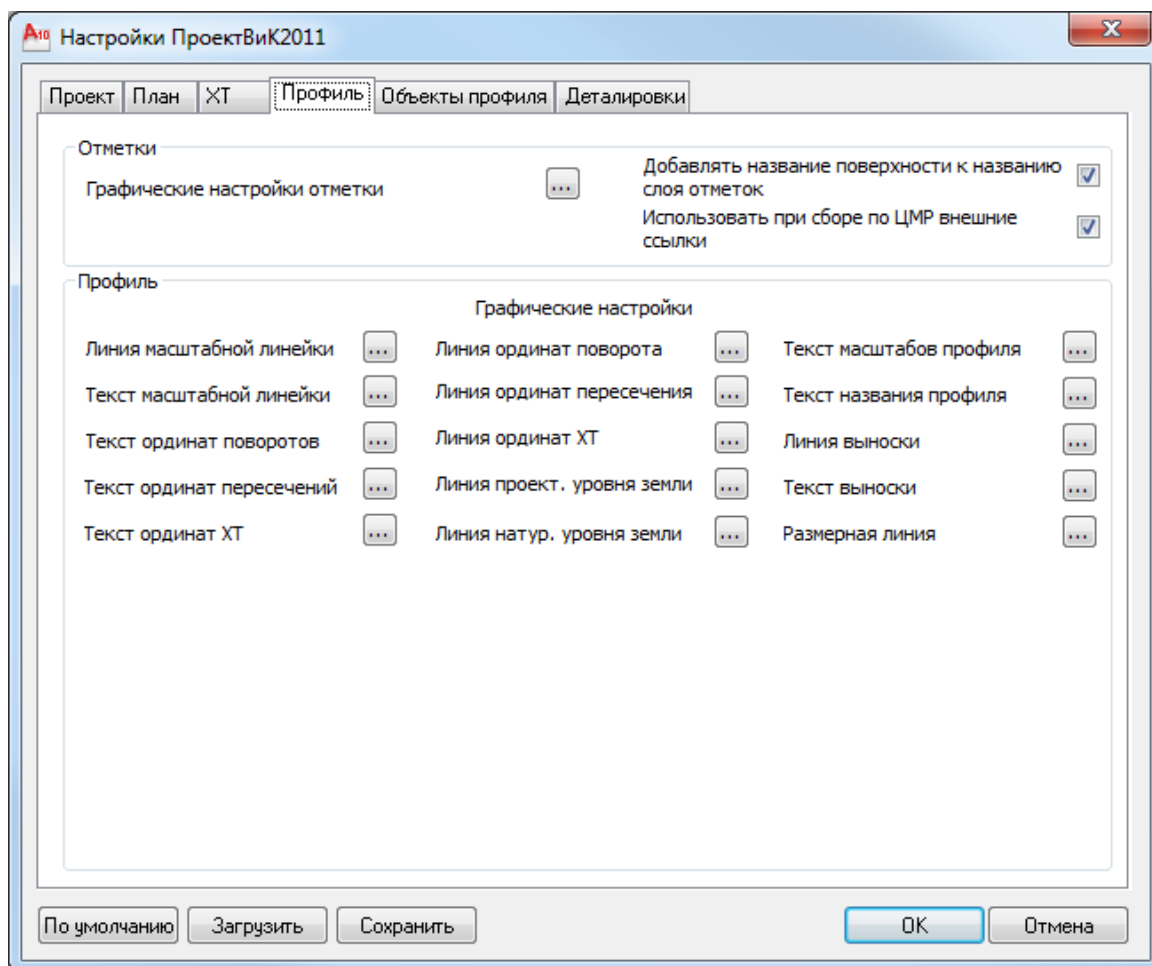 A10 Настройки ПроектВиК2011
Проект План ХТ Профиль Объекты профиля Деталировки
Отметки
Графические настройки отметки ...
Добавлять название поверхности к названию
слоя отметок
Использовать при сборе по ЦМР внешние
ссылки
Профиль
Графические настройки
Линия масштабной линейки ... Линия ординат поворота ... Текст масштабов профиля ...
Текст масштабной линейки ... Линия ординат пересечения ... Текст названия профиля ...
Текст ординат поворотов ... Линия ординат ХТ ... Линия выноски ...
Текст ординат пересечений ... Линия проект. уровня земли ... Текст выноски ...
Текст ординат ХТ ... Линия натур. уровня земли ... Размерная линия ...
По умолчанию Загрузить Сохранить OK Отмена